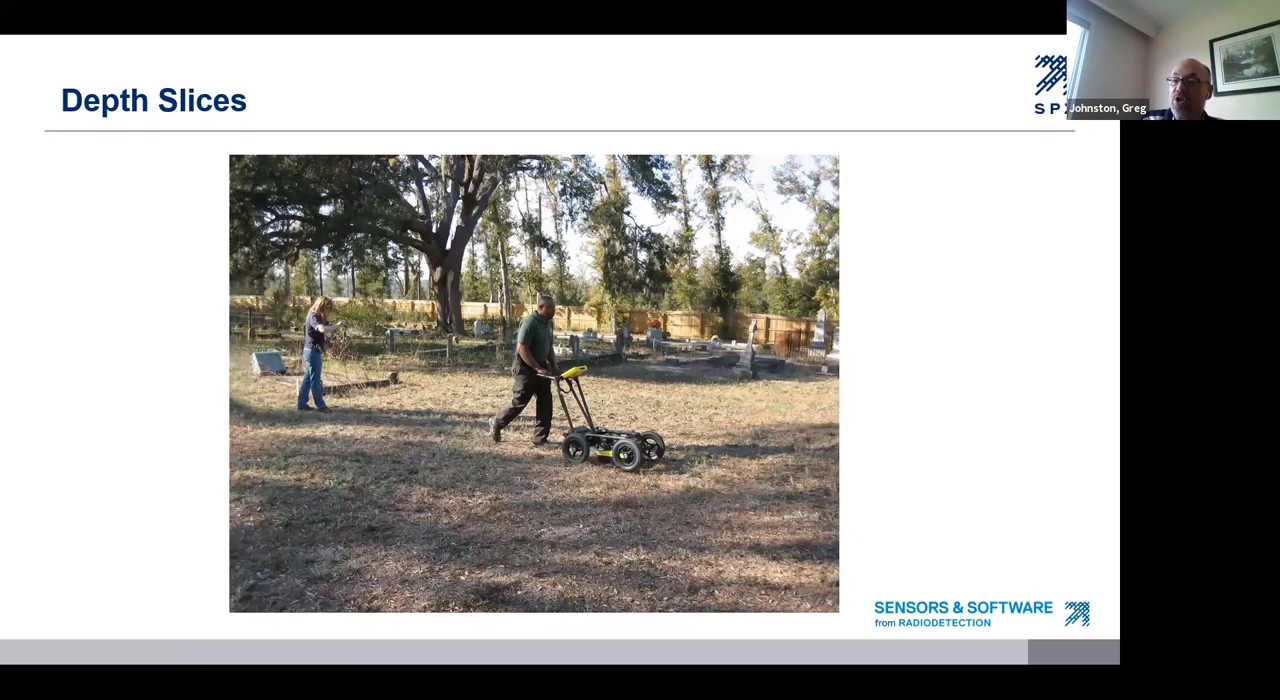 Depth Slices
SP
Johnston, Greg
SENSORS & SOFTWARE
from RADIODETECTION